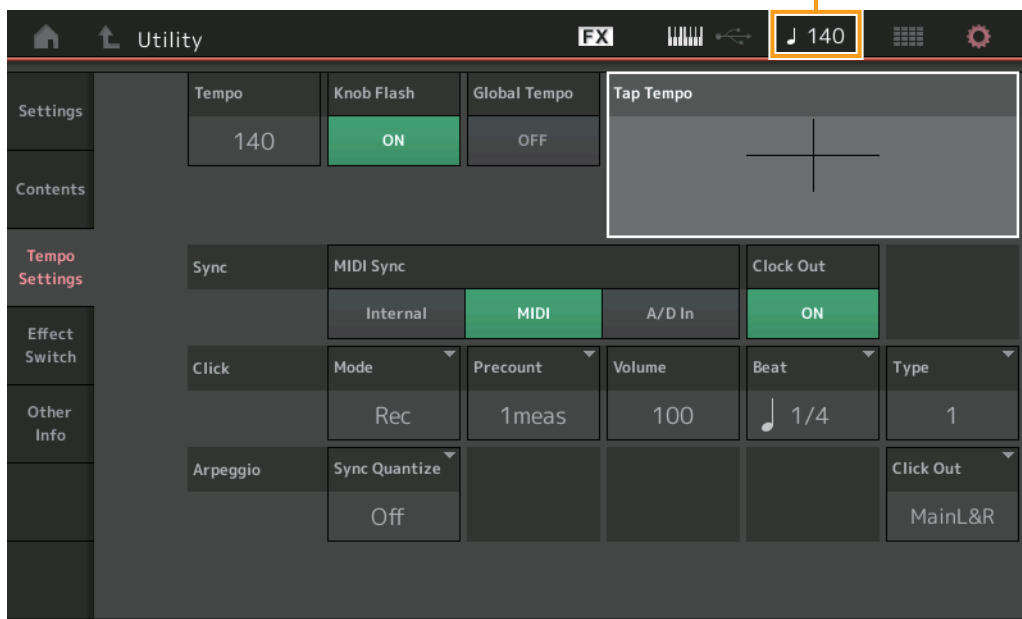 Utility
FX
♩ 140
Settings
Contents
Tempo
Settings
Effect
Switch
Other
Info
Tempo
140
Knob Flash
ON
Global Tempo
OFF
Tap Tempo
Sync
MIDI Sync
Internal
MIDI
A/D In
Clock Out
ON
Click
Mode
Rec
Precount
1meas
Volume
100
Beat
♩ 1/4
Type
1
Arpeggio
Sync Quantize
Off
Click Out
MainL&R